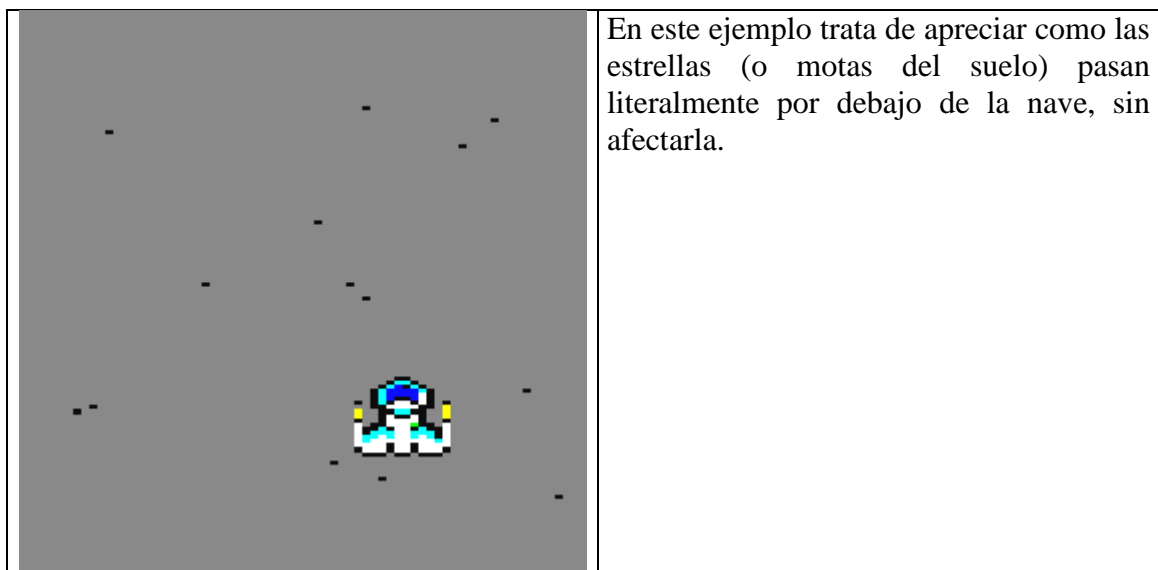 En este ejemplo trata de apreciar como las
estrellas (o motas del suelo) pasan
literalmente por debajo de la nave, sin
afectarla.